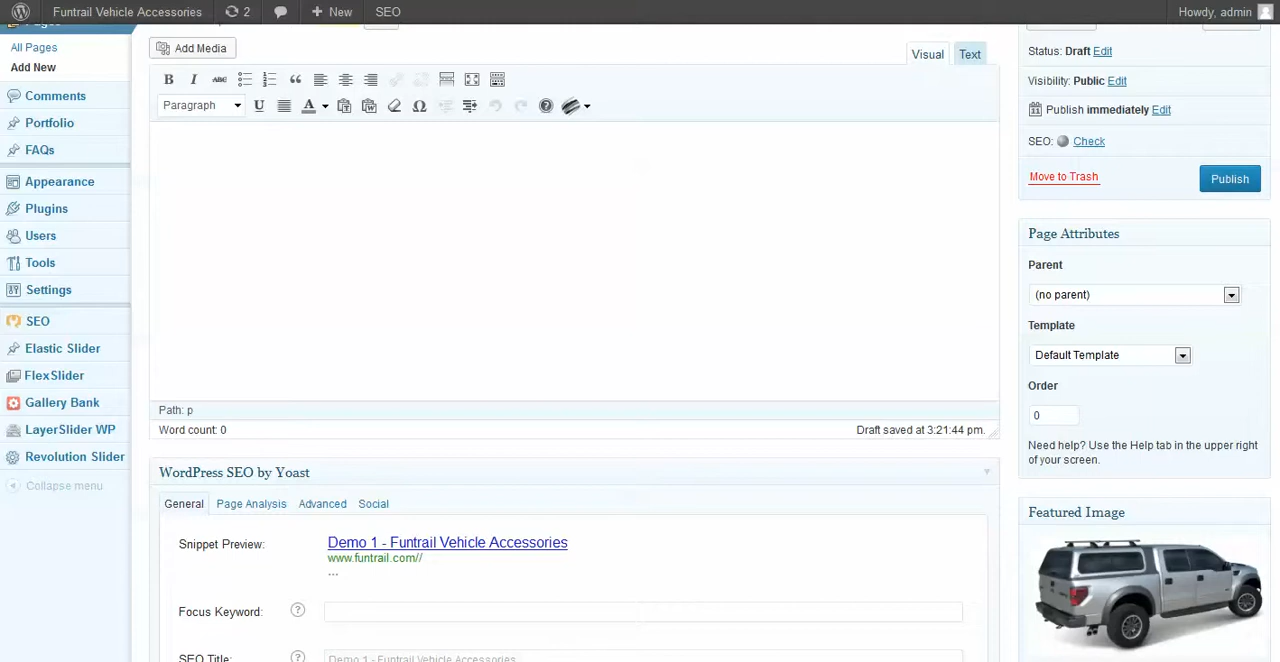 Funtrail Vehicle Accessories 2 New SEO Howdy, admin
All Pages
Add New
Comments
Portfolio
FAQs
Appearance
Plugins
Users
Tools
Settings
SEO
Elastic Slider
FlexSlider
Gallery Bank
LayerSlider WP
Revolution Slider
Collapse menu
Add Media
Visual Text
B I ABC
Paragraph U A
Path: p
Word count: 0 Draft saved at 3:21:44 pm.
WordPress SEO by Yoast
General Page Analysis Advanced Social
Snippet Preview: Demo 1 - Funtrail Vehicle Accessories
www.funtrail.com//
...
Focus Keyword:
SEO Title: Demo 1 - Funtrail Vehicle Accessories
Status: Draft Edit
Visibility: Public Edit
Publish immediately Edit
SEO: Check
Move to Trash Publish
Page Attributes
Parent
(no parent)
Template
Default Template
Order
0
Need help? Use the Help tab in the upper right
of your screen.
Featured Image